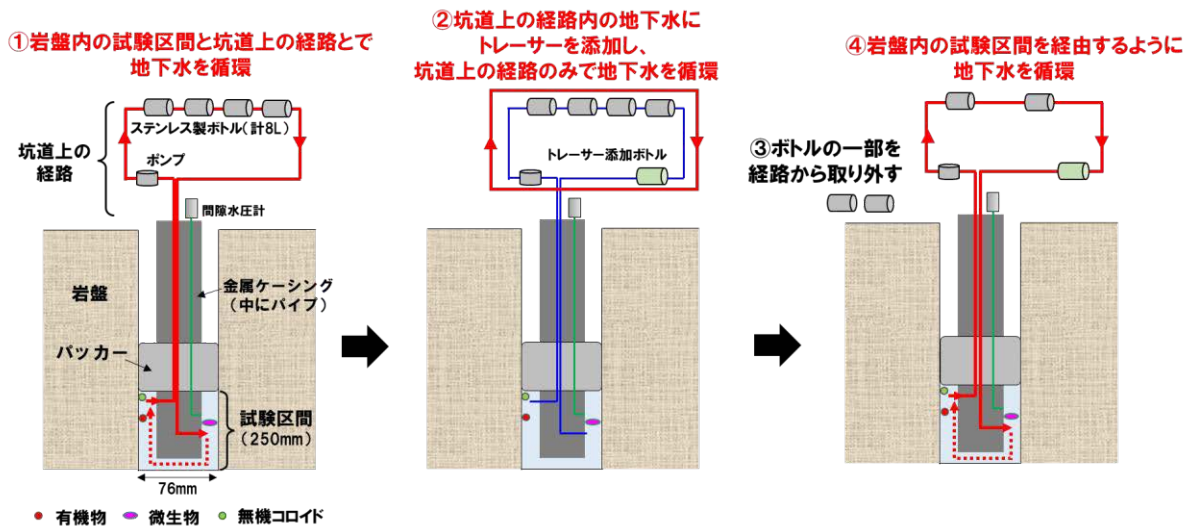 ①岩盤内の試験区間と坑道上の経路とで
地下水を循環
ステンレス製ボトル(計8L)
坑道上の
経路
ポンプ
間隙水圧計
岩盤
金属ケーシング
(中にパイプ)
パッカー
試験区間
(250mm)
76mm
有機物
微生物
無機コロイド
②坑道上の経路内の地下水に
トレーサーを添加し、
坑道上の経路のみで地下水を循環
トレーサー添加ボトル
③ボトルの一部を
経路から取り外す
④岩盤内の試験区間を経由するように
地下水を循環